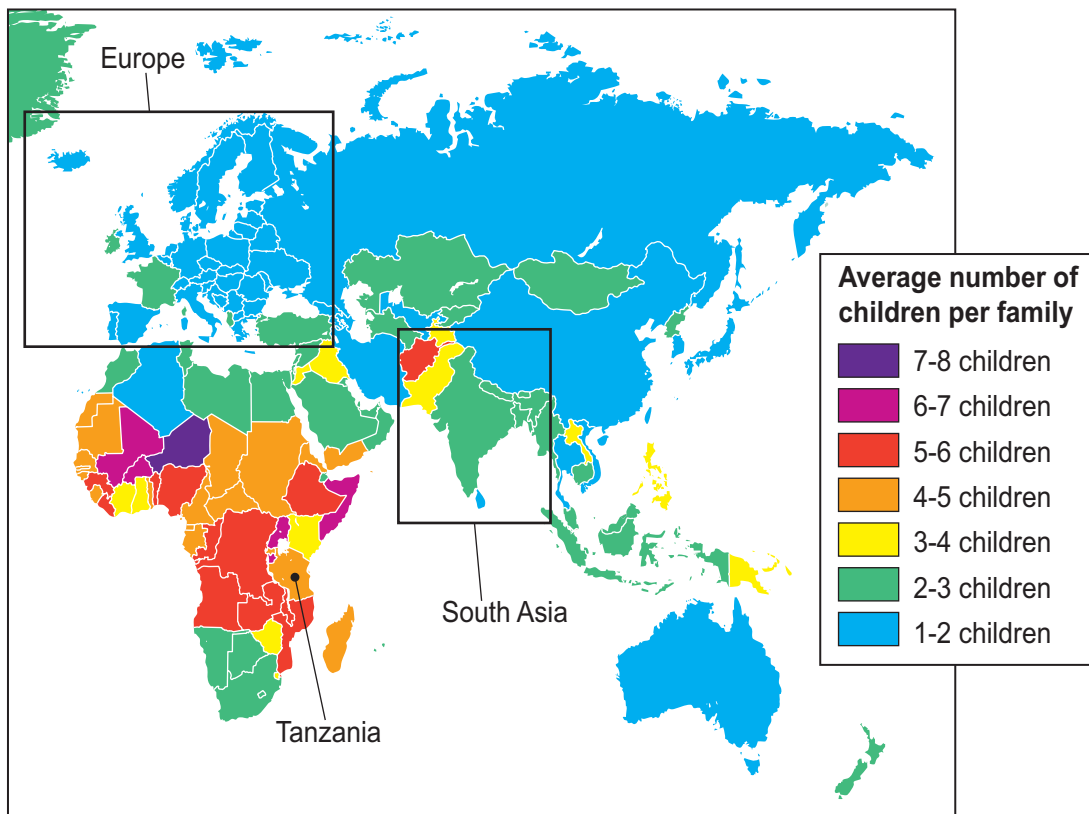 Europe
South Asia
Tanzania
Average number of
children per family
7-8 children
6-7 children
5-6 children
4-5 children
3-4 children
2-3 children
1-2 children